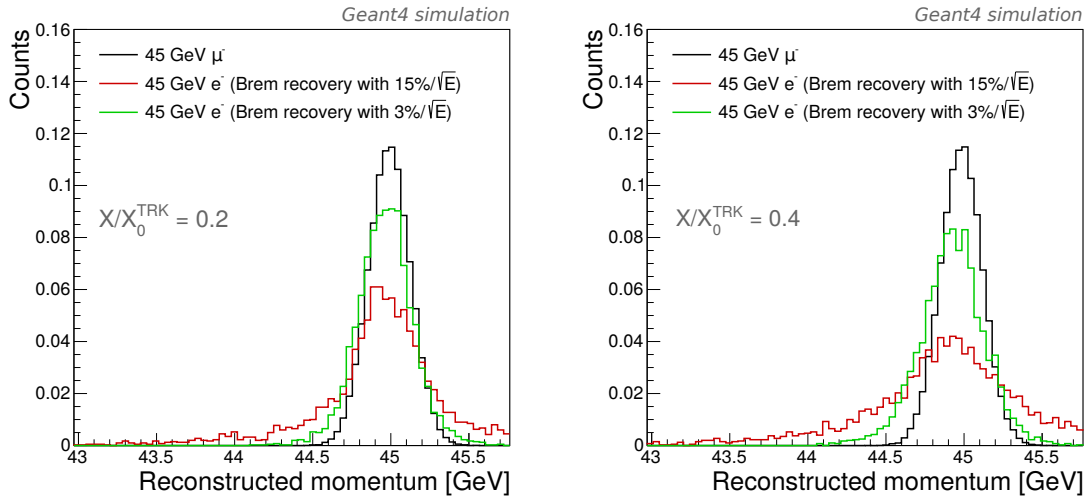 Geant4 simulation
Counts
0.16
0.14
0.12
0.1
0.08
0.06
0.04
0.02
0
45 GeV μ⁻
45 GeV e⁻ (Brem recovery with 15%/√E)
45 GeV e⁻ (Brem recovery with 3%/√E)
X/X₀^TRK = 0.2
43 43.5 44 44.5 45 45.5
Reconstructed momentum [GeV]
Geant4 simulation
Counts
0.16
0.14
0.12
0.1
0.08
0.06
0.04
0.02
0
45 GeV μ⁻
45 GeV e⁻ (Brem recovery with 15%/√E)
45 GeV e⁻ (Brem recovery with 3%/√E)
X/X₀^TRK = 0.4
43 43.5 44 44.5 45 45.5
Reconstructed momentum [GeV]